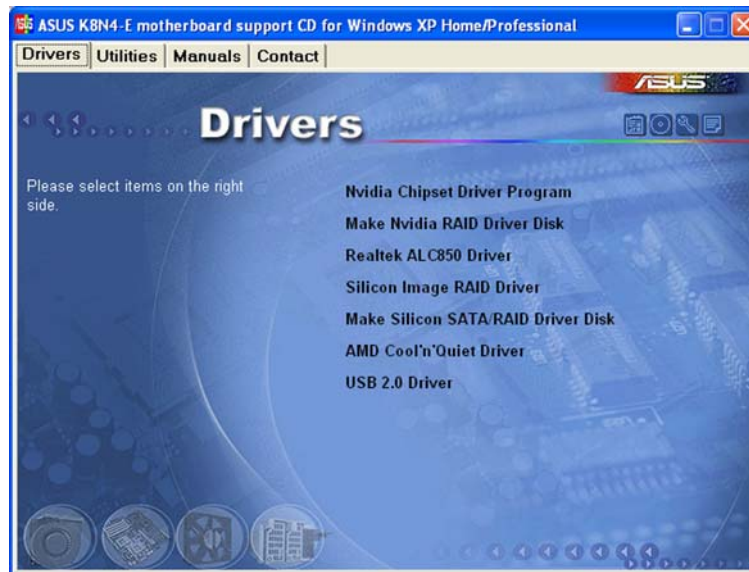 ASUS K8N4-E motherboard support CD for Windows XP Home/Professional
Drivers Utilities Manuals Contact
ASUS
Drivers
Please select items on the right
side.
Nvidia Chipset Driver Program
Make Nvidia RAID Driver Disk
Realtek ALC850 Driver
Silicon Image RAID Driver
Make Silicon SATA/RAID Driver Disk
AMD Cool'n'Quiet Driver
USB 2.0 Driver